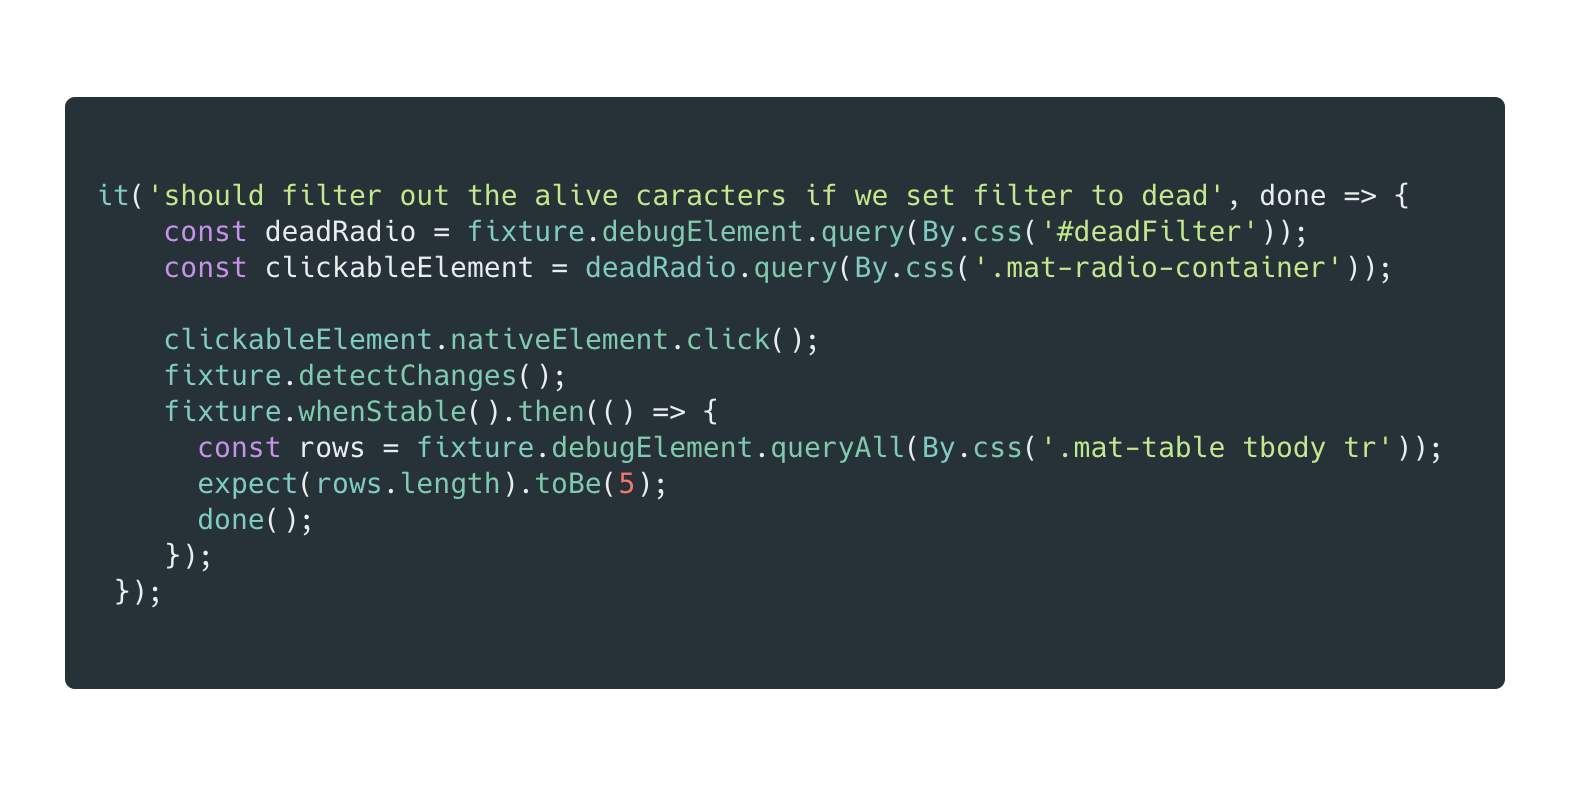 it('should filter out the alive caracters if we set filter to dead', done => {
    const deadRadio = fixture.debugElement.query(By.css('#deadFilter'));
    const clickableElement = deadRadio.query(By.css('.mat-radio-container'));

    clickableElement.nativeElement.click();
    fixture.detectChanges();
    fixture.whenStable().then(() => {
      const rows = fixture.debugElement.queryAll(By.css('.mat-table tbody tr'));
      expect(rows.length).toBe(5);
      done();
    });
 });